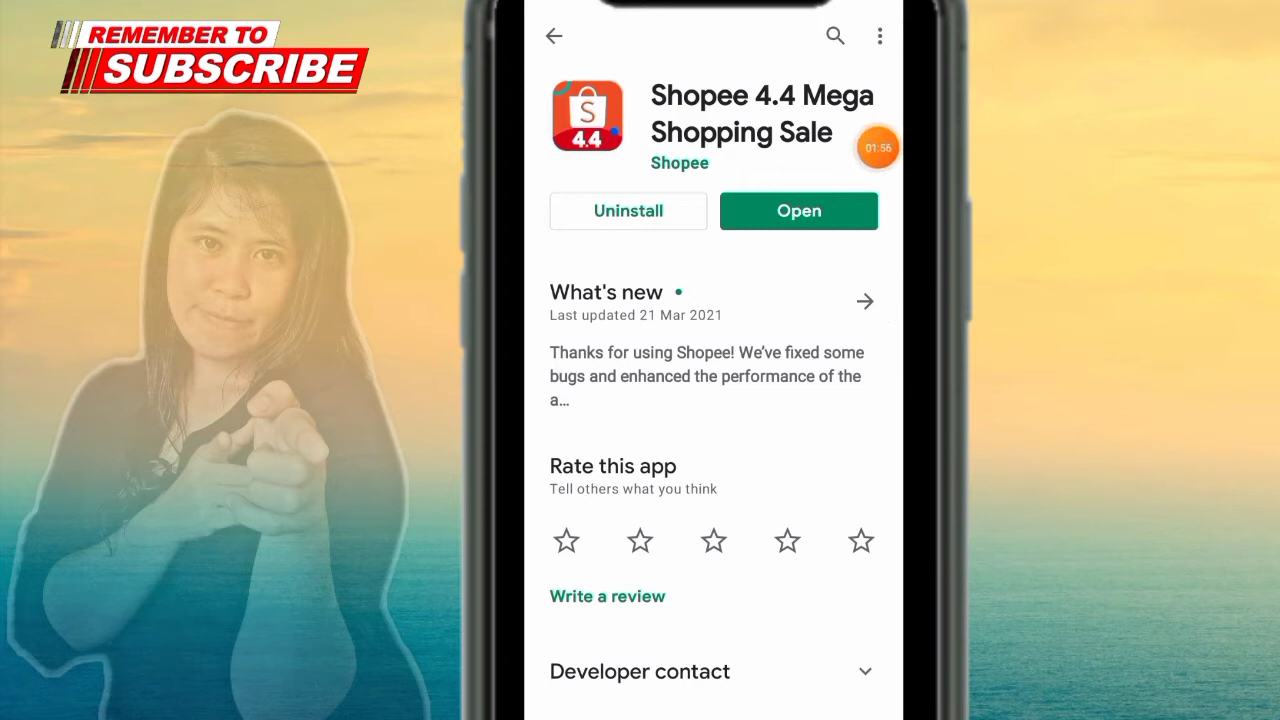 REMEMBER TO
SUBSCRIBE
Shopee 4.4 Mega
Shopping Sale
Shopee
S
4.4
01:56
Uninstall
Open
What's new
Last updated 21 Mar 2021
Thanks for using Shopee! We've fixed some
bugs and enhanced the performance of the
a...
Rate this app
Tell others what you think
Write a review
Developer contact